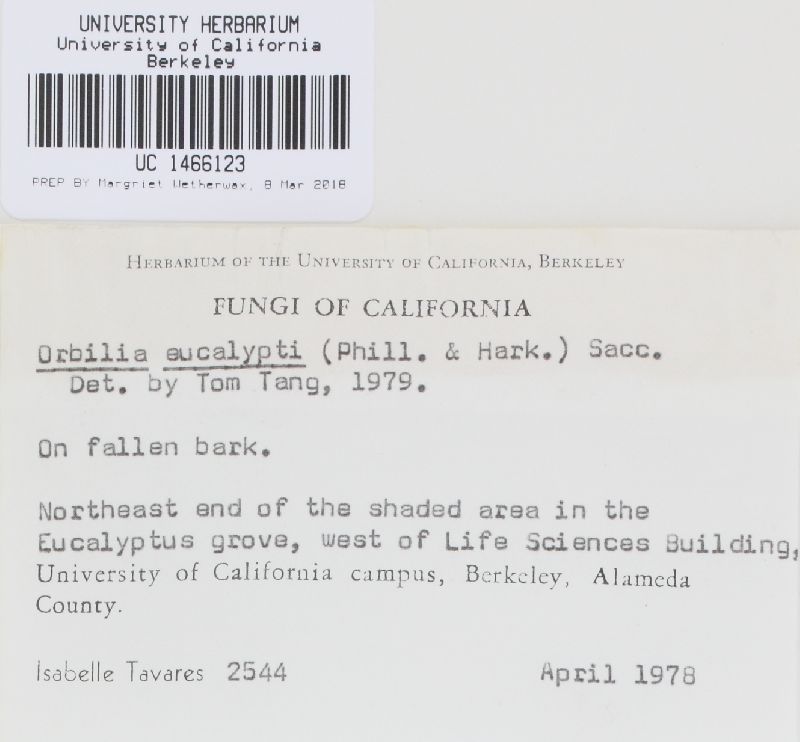 UNIVERSITY HERBARIUM
University of California
Berkeley
UC 1466123
PREP BY Margriet Wetherwax, 8 Mar 2016
HERBARIUM OF THE UNIVERSITY OF CALIFORNIA, BERKELEY
FUNGI OF CALIFORNIA
Orbilia eucalypti (Phill. & Hark.) Sacc.
Det. by Tom Tang, 1979.
On fallen bark.
Northeast end of the shaded area in the
Eucalyptus grove, west of Life Sciences Building,
University of California campus, Berkeley, Alameda
County.
Isabelle Tavares 2544
April 1978